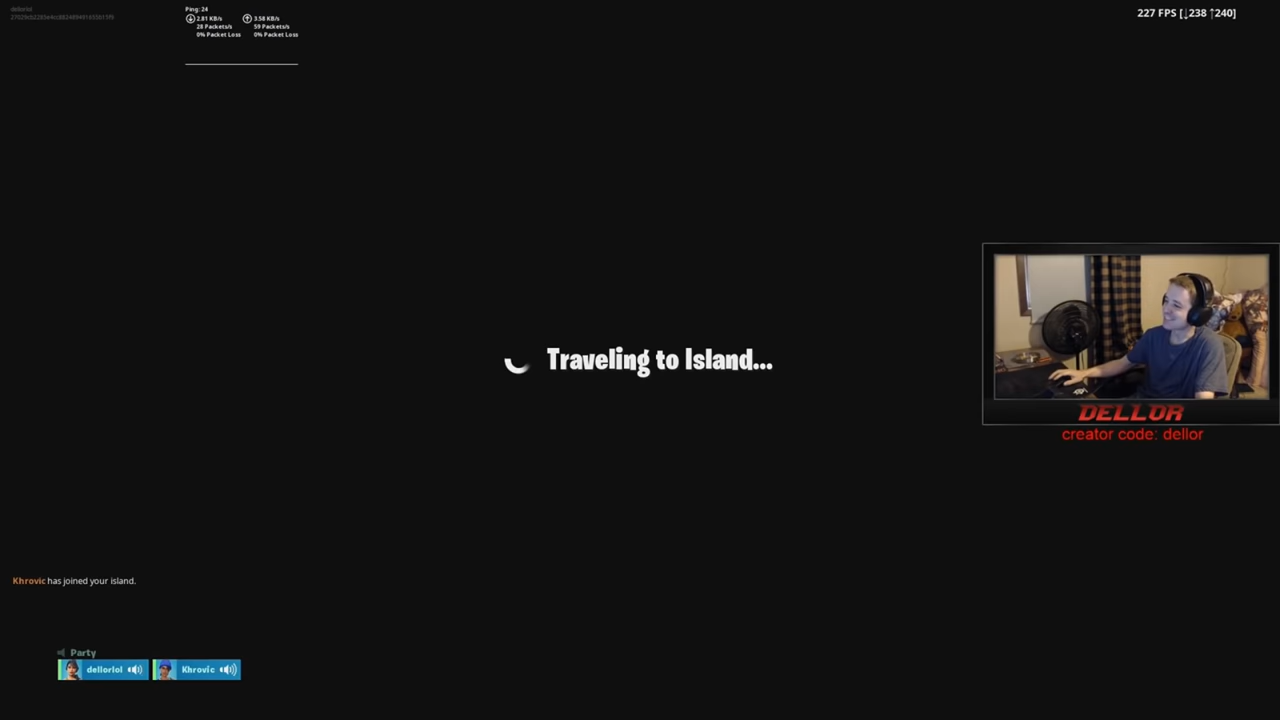 dellorlol
Ping: 24
2.81 KB/s 3.58 KB/s
28 Packets/s 59 Packets/s
0% Packet Loss 0% Packet Loss
227 FPS [↓238 ↑240]
Traveling to Island...
DELLOR
creator code: dellor
Khrovic has joined your island.
Party
dellorlol Khrovic